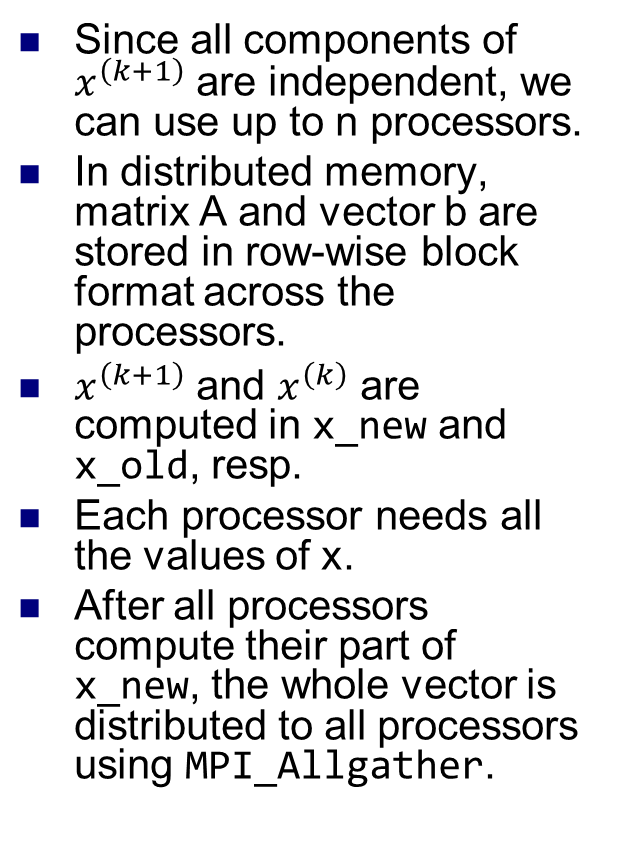 Since all components of
x^(k+1) are independent, we
can use up to n processors.
In distributed memory,
matrix A and vector b are
stored in row-wise block
format across the
processors.
x^(k+1) and x^(k) are
computed in x_new and
x_old, resp.
Each processor needs all
the values of x.
After all processors
compute their part of
x_new, the whole vector is
distributed to all processors
using MPI_Allgather.